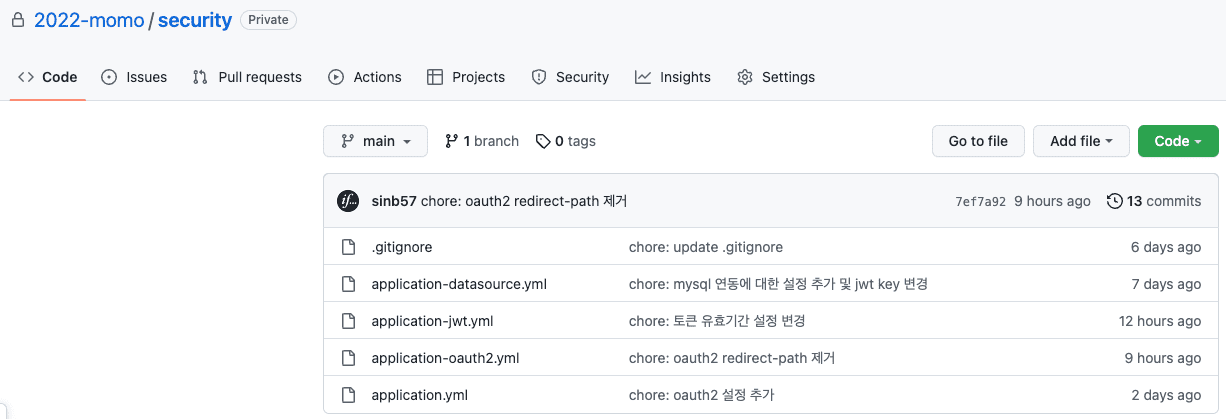 2022-momo / security Private
Code Issues Pull requests Actions Projects Security Insights Settings
main 1 branch 0 tags Go to file Add file Code
if... sinb57 chore: oauth2 redirect-path 제거 7ef7a92 9 hours ago 13 commits
.gitignore chore: update .gitignore 6 days ago
application-datasource.yml chore: mysql 연동에 대한 설정 추가 및 jwt key 변경 7 days ago
application-jwt.yml chore: 토큰 유효기간 설정 변경 12 hours ago
application-oauth2.yml chore: oauth2 redirect-path 제거 9 hours ago
application.yml chore: oauth2 설정 추가 2 days ago